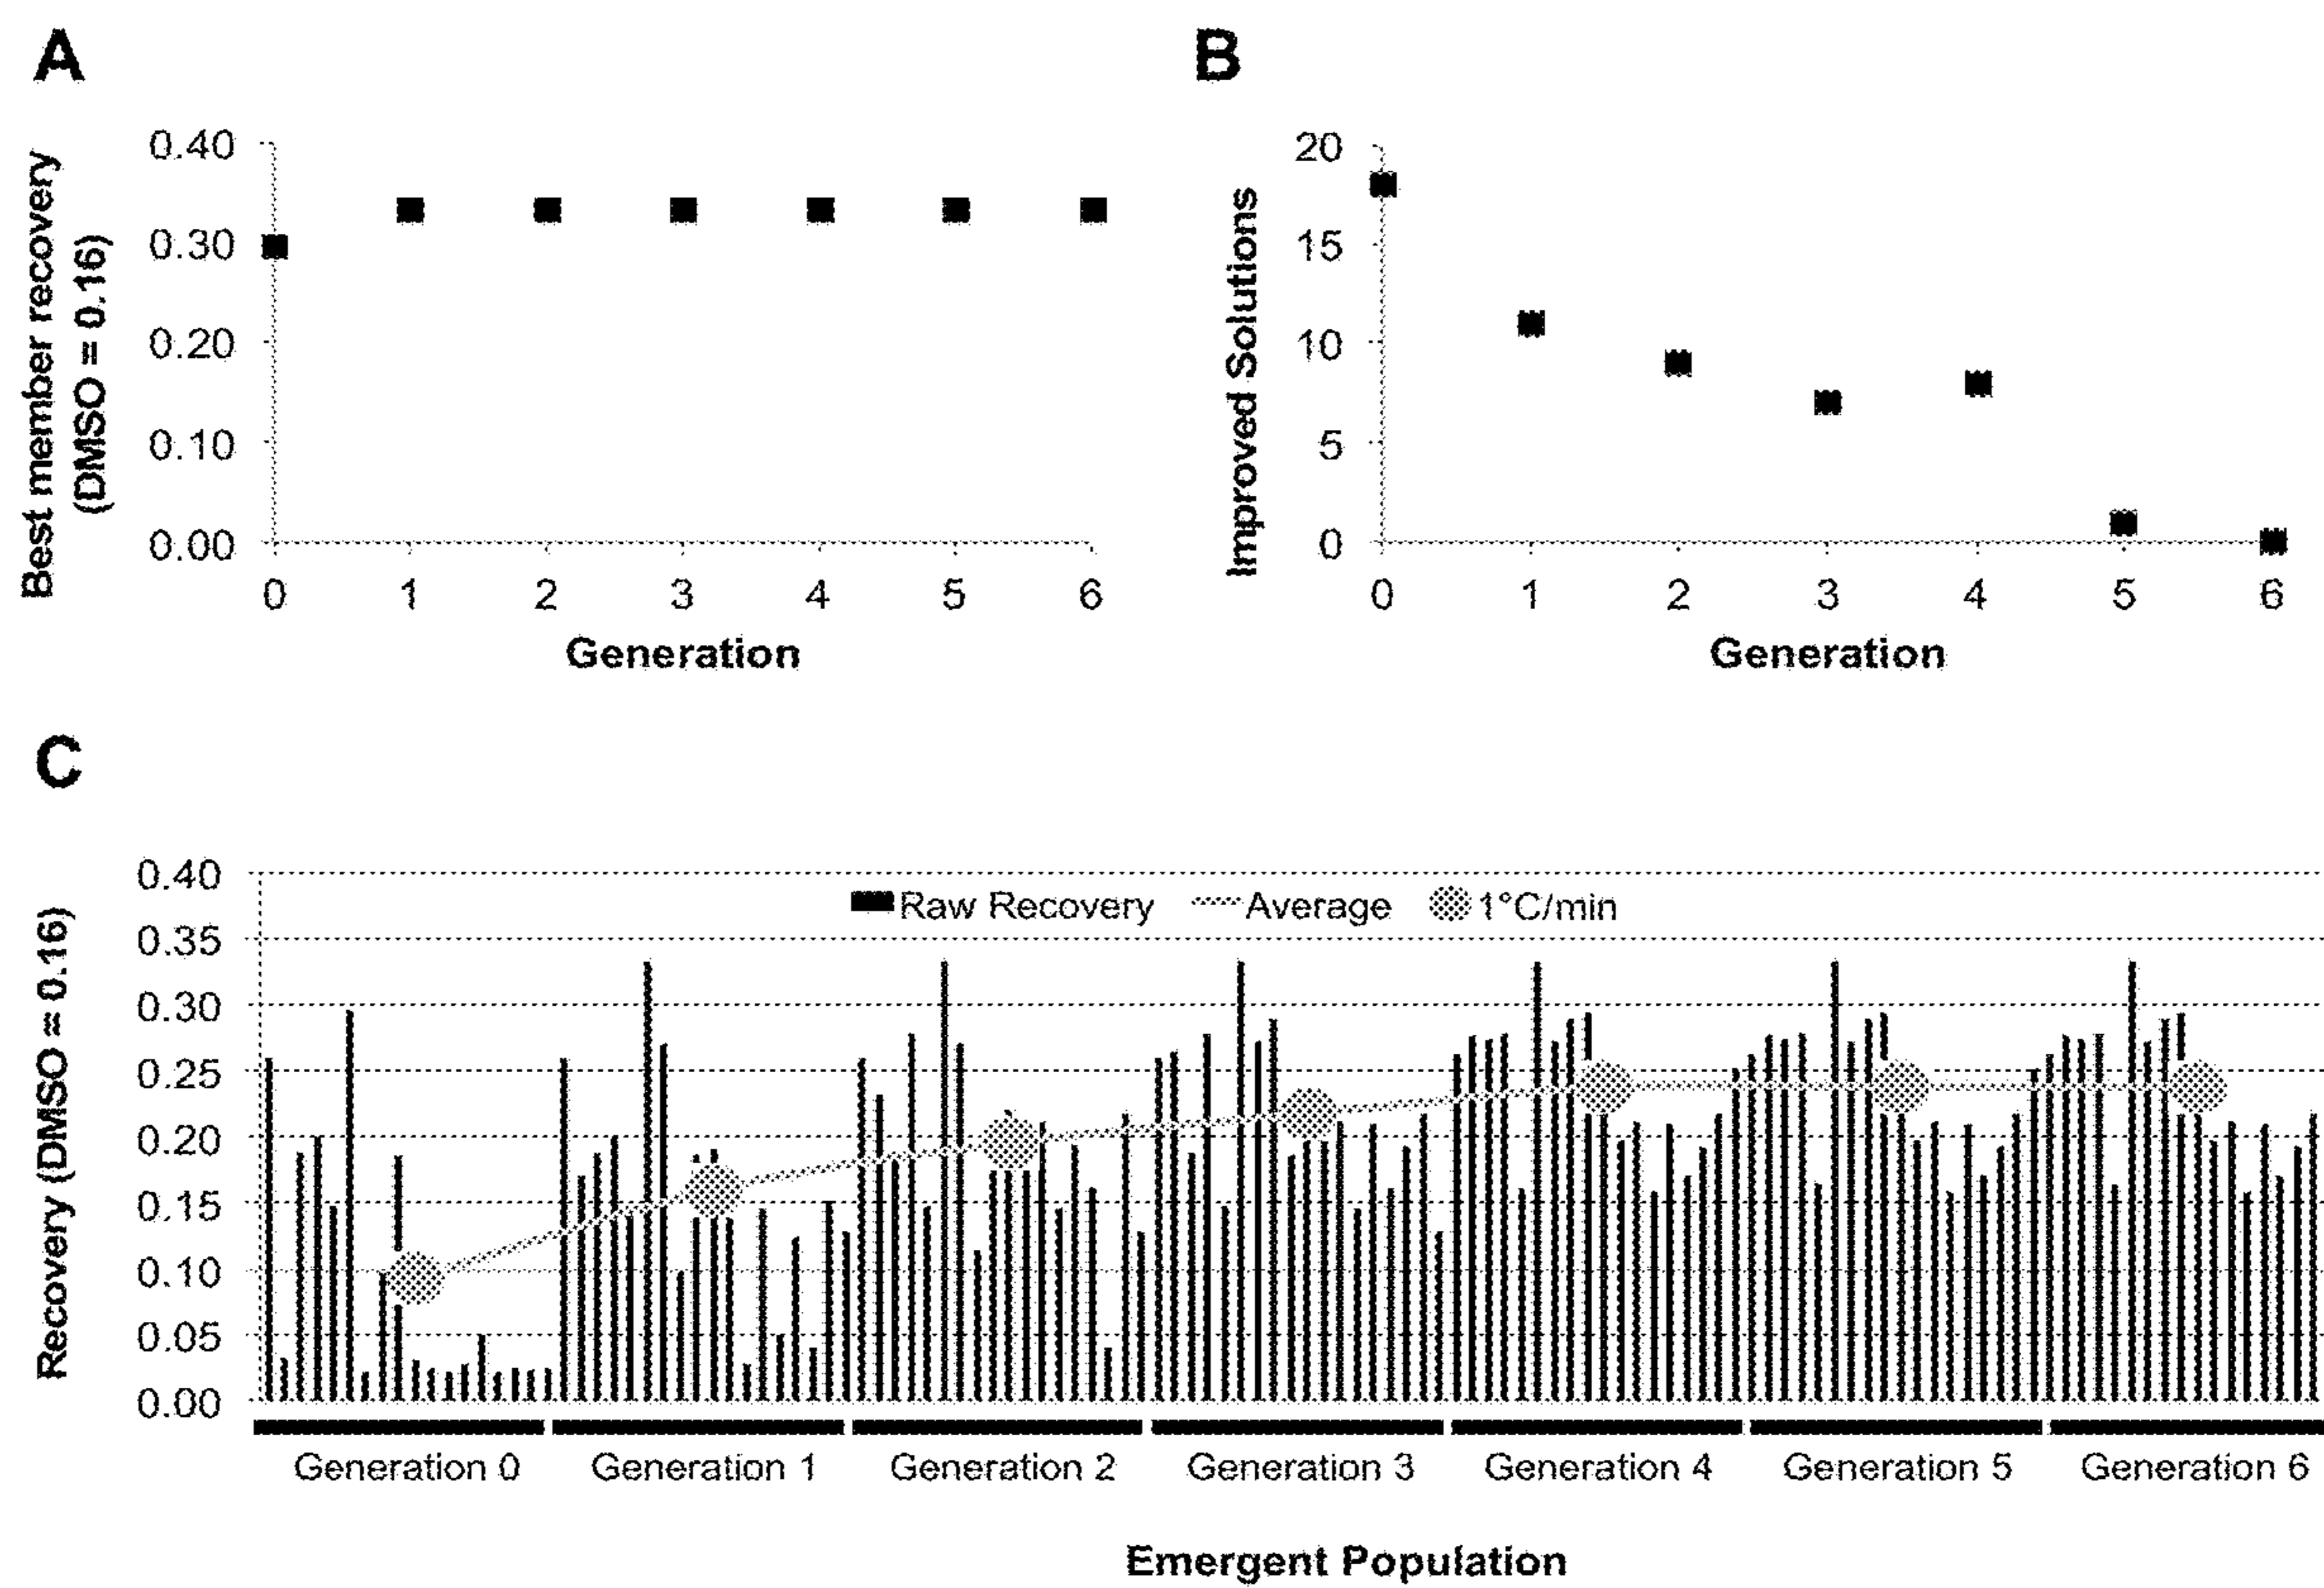 A
Best member recovery
(DMSO = 0.16)
0.40
0.30
0.20
0.10
0.00
0 1 2 3 4 5 6
Generation
B
Improved Solutions
20
15
10
5
0
0 1 2 3 4 5 6
Generation
C
Recovery (DMSO = 0.16)
0.40
0.35
0.30
0.25
0.20
0.15
0.10
0.05
0.00
Raw Recovery Average 1°C/min
Generation 0 Generation 1 Generation 2 Generation 3 Generation 4 Generation 5 Generation 6
Emergent Population